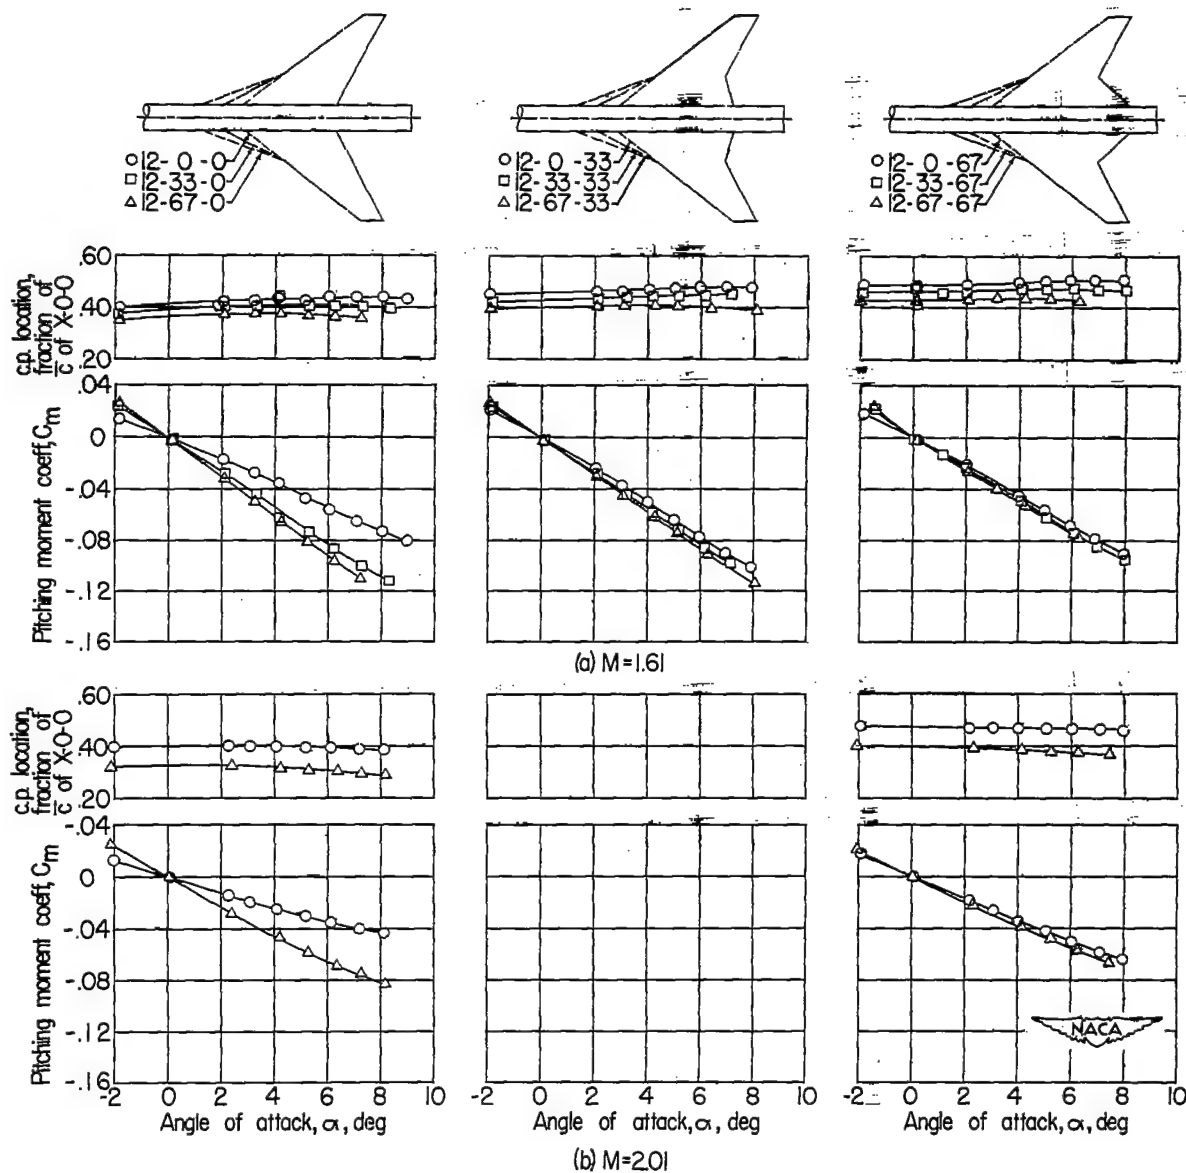 ○ 12-0-0
□ 12-33-0
△ 12-67-0
○ 12-0-33
□ 12-33-33
△ 12-67-33
○ 12-0-67
□ 12-33-67
△ 12-67-67
c.p. location,
fraction of
c̅ of X-0-0
.60
.40
.20
Pitching moment coeff, Cm
.04
0
-.04
-.08
-.12
-.16
(a) M=1.61
c.p. location,
fraction of
c̅ of X-0-0
.60
.40
.20
Pitching moment coeff, Cm
-.04
0
-.04
-.08
-.12
-.16
NACA
-2 0 2 4 6 8 10
-2 0 2 4 6 8 10
-2 0 2 4 6 8 10
Angle of attack, α, deg
Angle of attack, α, deg
Angle of attack, α, deg
(b) M=2.01